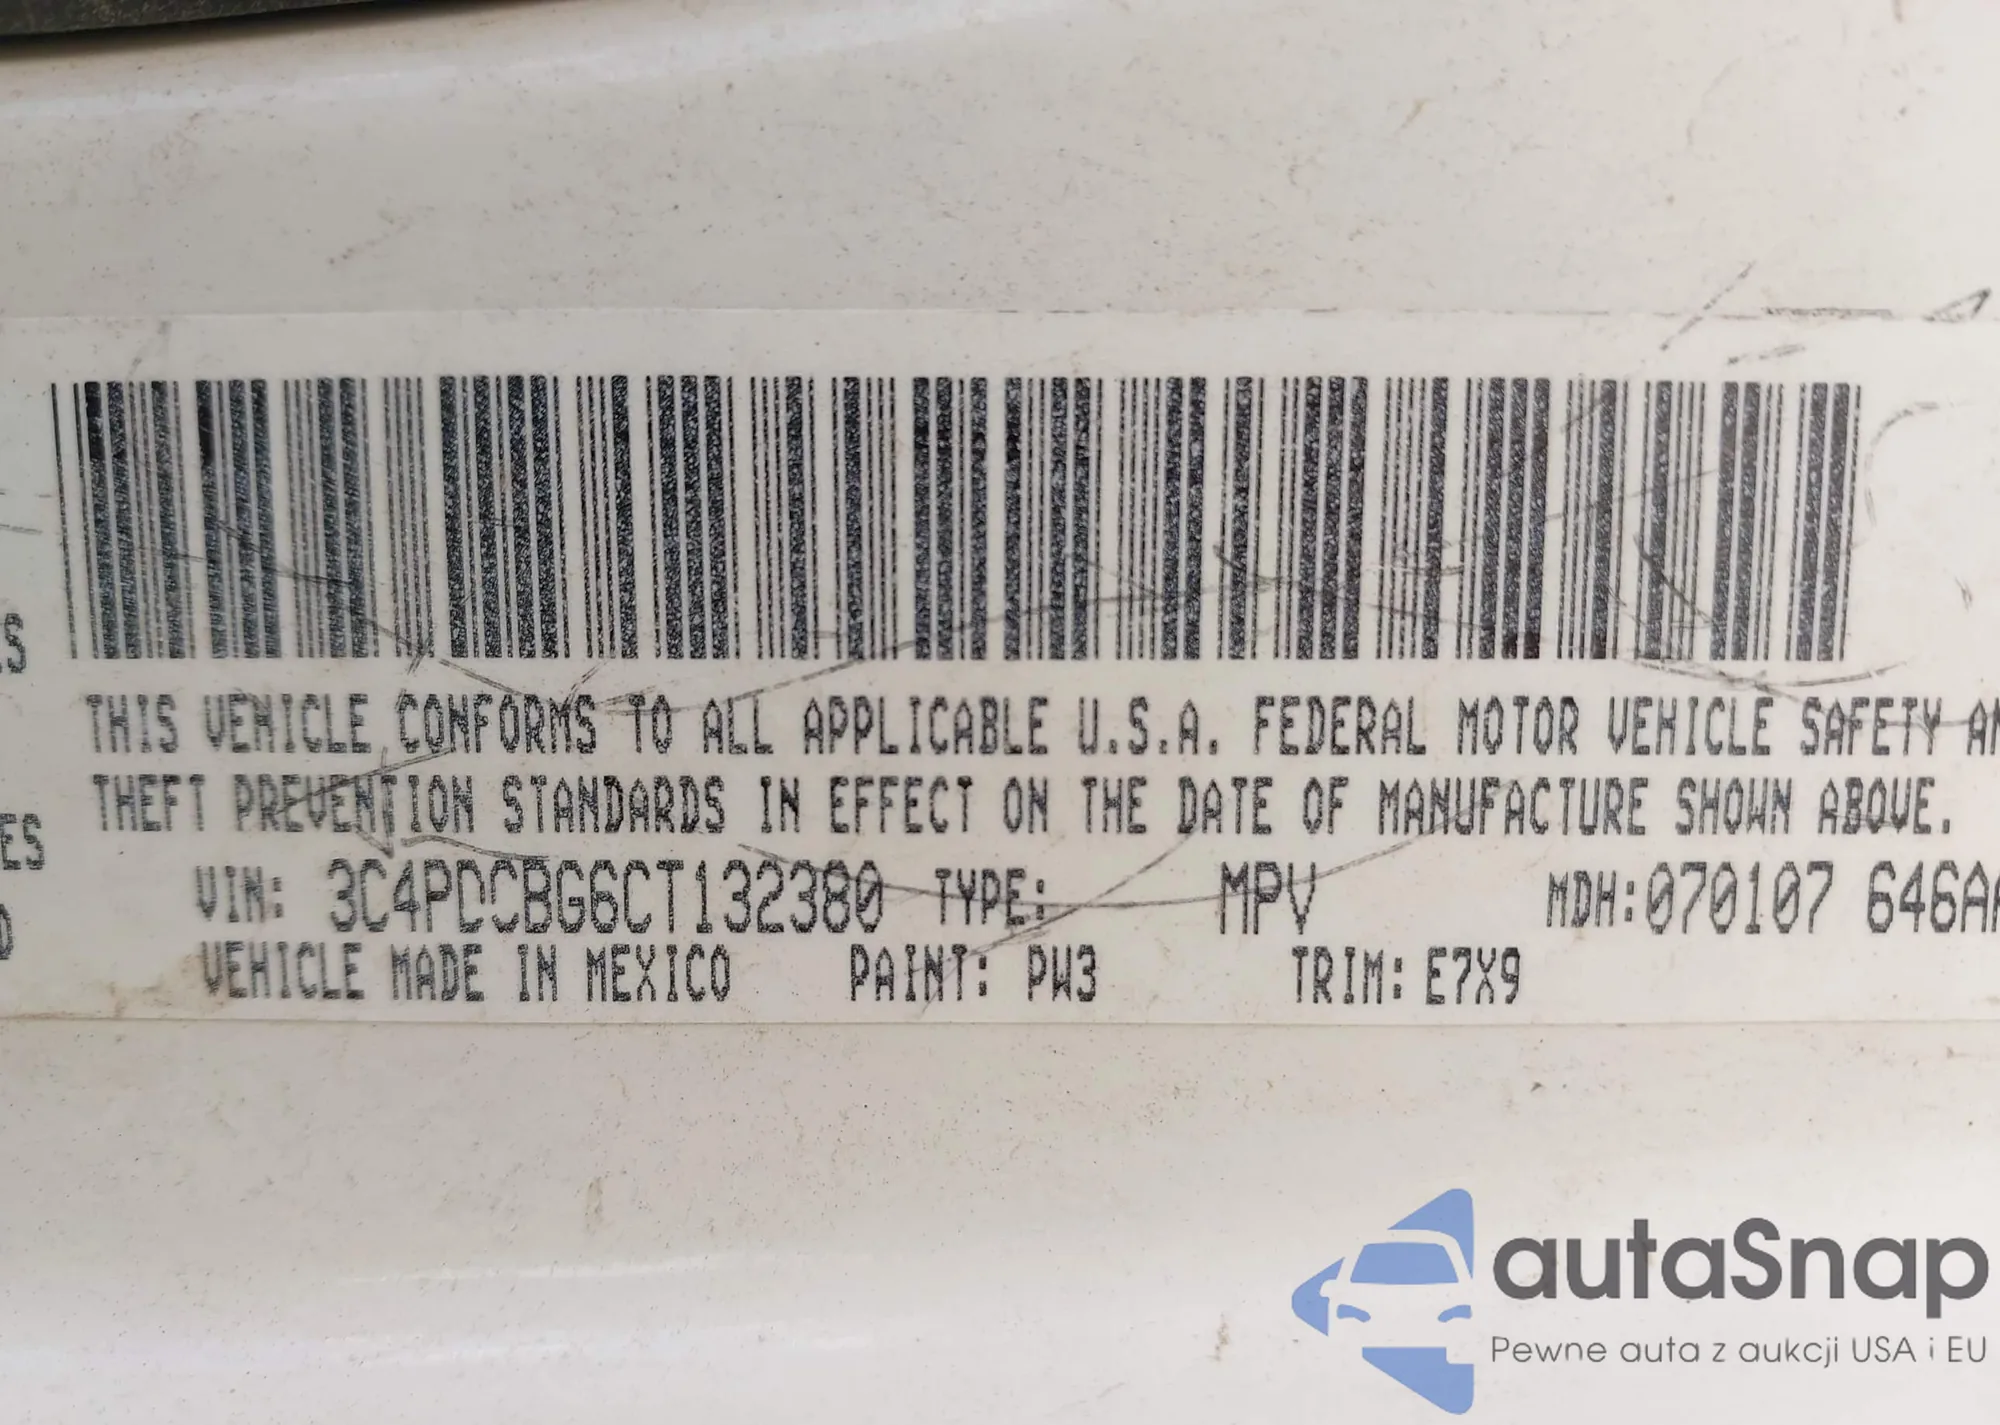 THIS VEHICLE CONFORMS TO ALL APPLICABLE U.S.A. FEDERAL MOTOR VEHICLE SAFETY AN
THEFT PREVENTION STANDARDS IN EFFECT ON THE DATE OF MANUFACTURE SHOWN ABOVE.
VIN: 3C4PDCBG6CT132380 TYPE: MPV MDH:070107 646AA
VEHICLE MADE IN MEXICO PAINT: PW3 TRIM: E7X9
autaSnap
Pewne auta z aukcji USA i EU